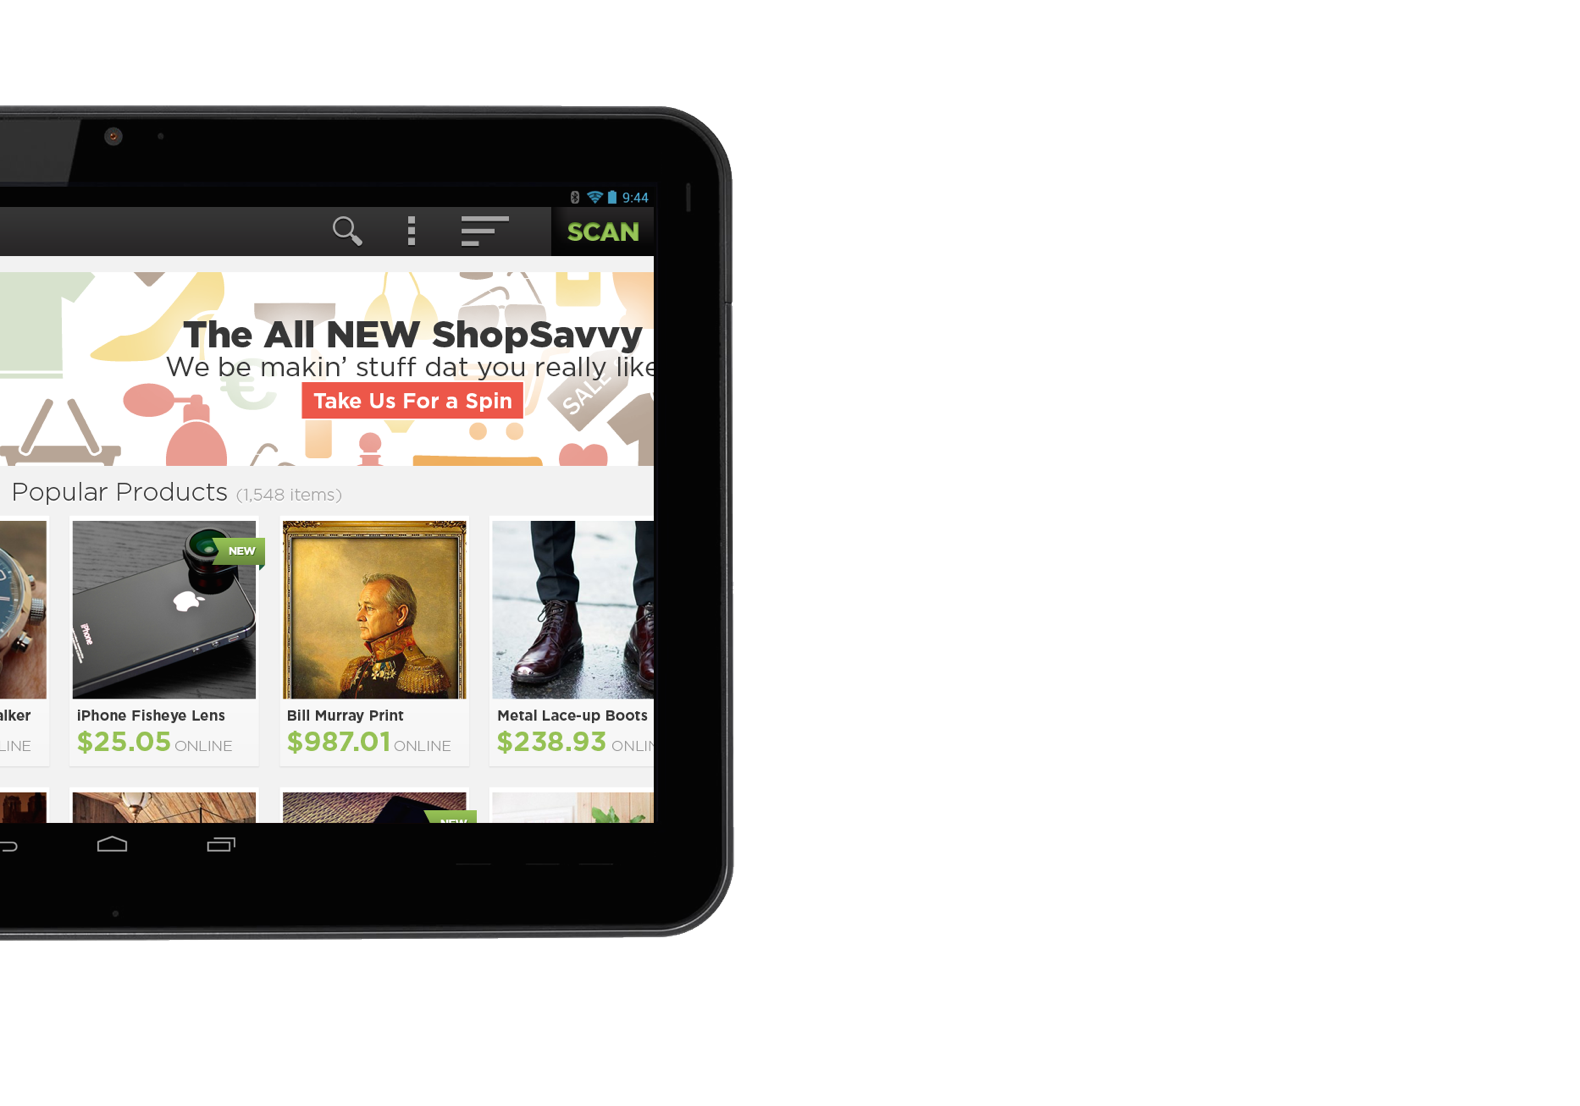 9:44
SCAN
The All NEW ShopSavvy
We be makin’ stuff dat you really like
Take Us For a Spin
SALE
€
Popular Products (1,548 items)
NEW
iPhone
alker
iPhone Fisheye Lens
Bill Murray Print
Metal Lace-up Boots
LINE
$25.05 ONLINE
$987.01 ONLINE
$238.93 ONLIN
NEW